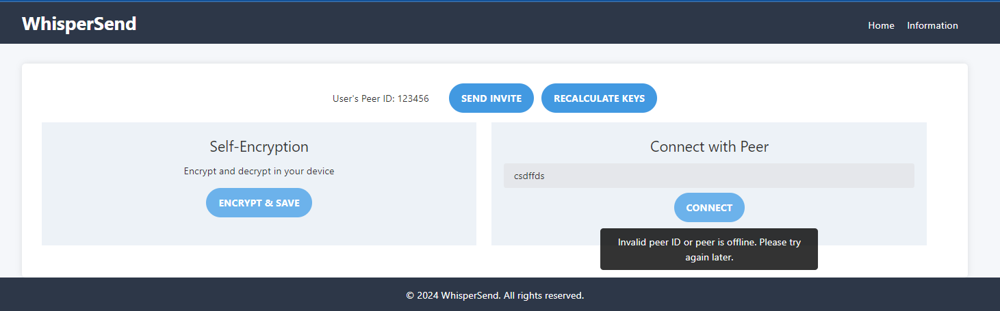 WhisperSend
Home Information
User's Peer ID: 123456 SEND INVITE RECALCULATE KEYS
Self-Encryption
Encrypt and decrypt in your device
ENCRYPT & SAVE
Connect with Peer
csdffds
CONNECT
Invalid peer ID or peer is offline. Please try
again later.
© 2024 WhisperSend. All rights reserved.